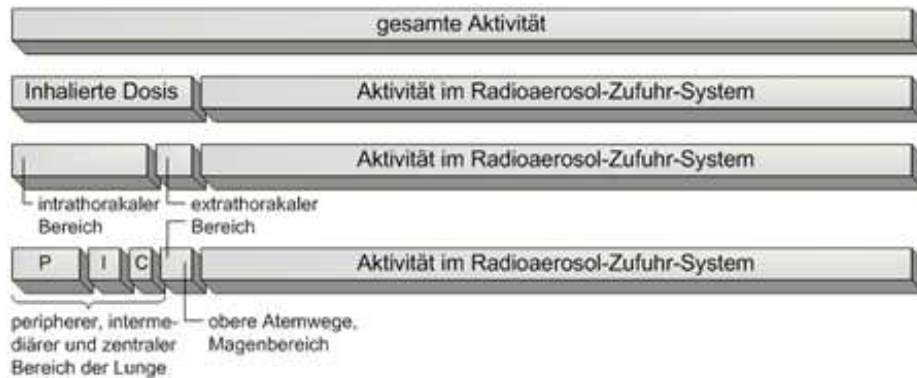 gesamte Aktivität
Inhalierte Dosis Aktivität im Radioaerosol-Zufuhr-System
Aktivität im Radioaerosol-Zufuhr-System
intrathorakaler
Bereich
extrathorakaler
Bereich
P I C Aktivität im Radioaerosol-Zufuhr-System
peripherer, interme-
diärer und zentraler
Bereich der Lunge
obere Atemwege,
Magenbereich